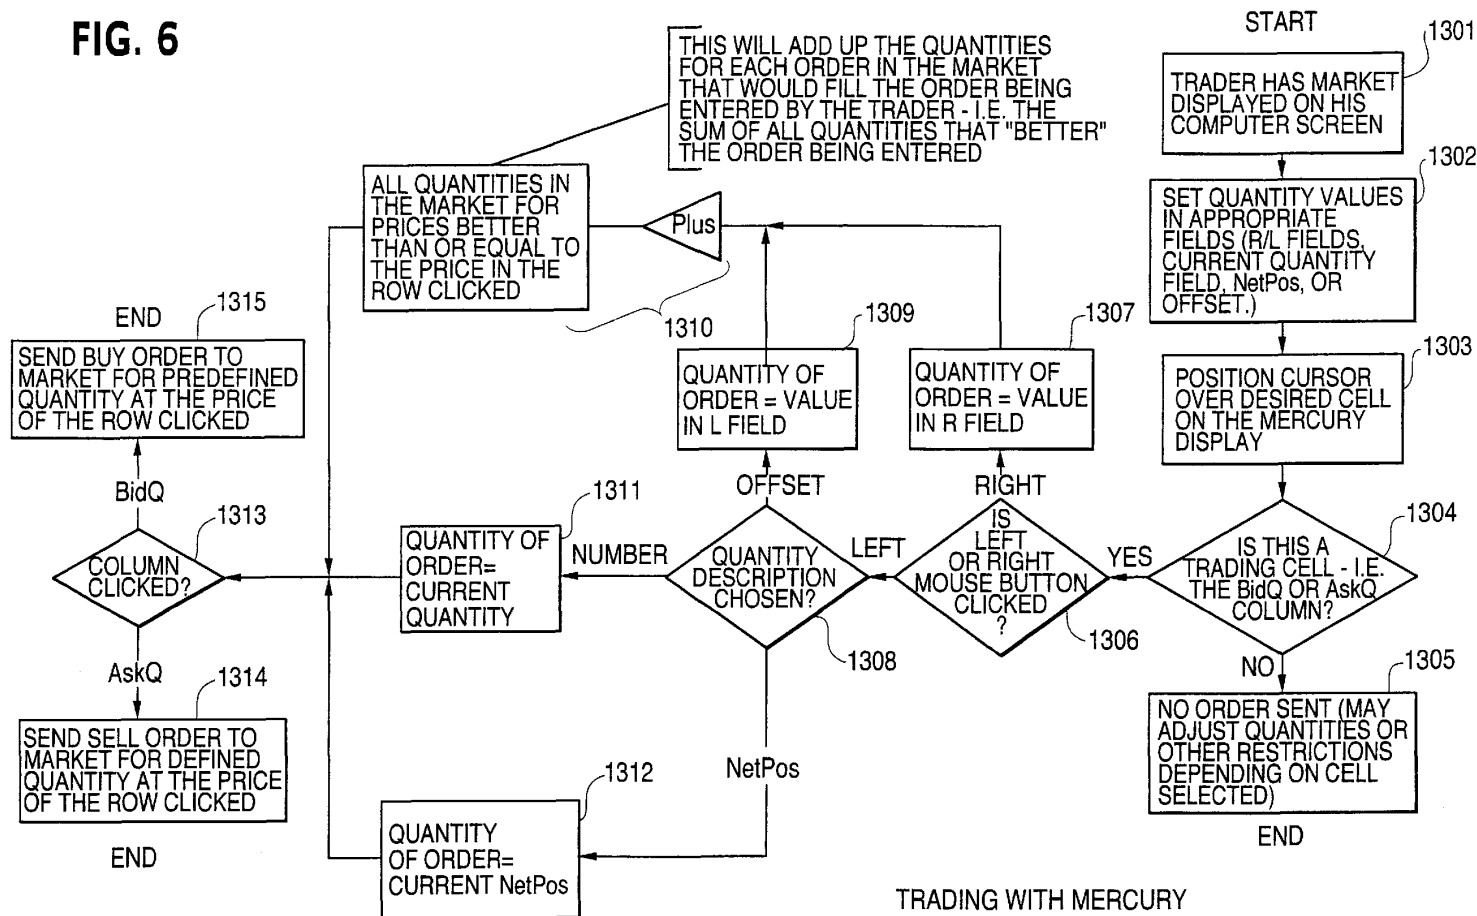 FIG. 6
START
1301
TRADER HAS MARKET
DISPLAYED ON HIS
COMPUTER SCREEN
1302
SET QUANTITY VALUES
IN APPROPRIATE
FIELDS (R/L FIELDS,
CURRENT QUANTITY
FIELD, NetPos, OR
OFFSET.)
1303
POSITION CURSOR
OVER DESIRED CELL
ON THE MERCURY
DISPLAY
1304
IS THIS A
TRADING CELL - I.E.
THE BidQ OR AskQ
COLUMN?
NO
1305
NO ORDER SENT (MAY
ADJUST QUANTITIES OR
OTHER RESTRICTIONS
DEPENDING ON CELL
SELECTED)
END
YES
IS
LEFT
OR RIGHT
MOUSE BUTTON
CLICKED
?
1306
RIGHT
1307
QUANTITY OF
ORDER = VALUE
IN R FIELD
LEFT
QUANTITY
DESCRIPTION
CHOSEN?
1308
OFFSET
1309
QUANTITY OF
ORDER = VALUE
IN L FIELD
Plus
1310
ALL QUANTITIES IN
THE MARKET FOR
PRICES BETTER
THAN OR EQUAL TO
THE PRICE IN THE
ROW CLICKED
THIS WILL ADD UP THE QUANTITIES
FOR EACH ORDER IN THE MARKET
THAT WOULD FILL THE ORDER BEING
ENTERED BY THE TRADER - I.E. THE
SUM OF ALL QUANTITIES THAT "BETTER"
THE ORDER BEING ENTERED
NUMBER
1311
QUANTITY OF
ORDER=
CURRENT
QUANTITY
NetPos
1312
QUANTITY
OF ORDER=
CURRENT NetPos
1313
COLUMN
CLICKED?
BidQ
1315
SEND BUY ORDER TO
MARKET FOR PREDEFINED
QUANTITY AT THE PRICE
OF THE ROW CLICKED
END
AskQ
1314
SEND SELL ORDER TO
MARKET FOR DEFINED
QUANTITY AT THE PRICE
OF THE ROW CLICKED
END
TRADING WITH MERCURY